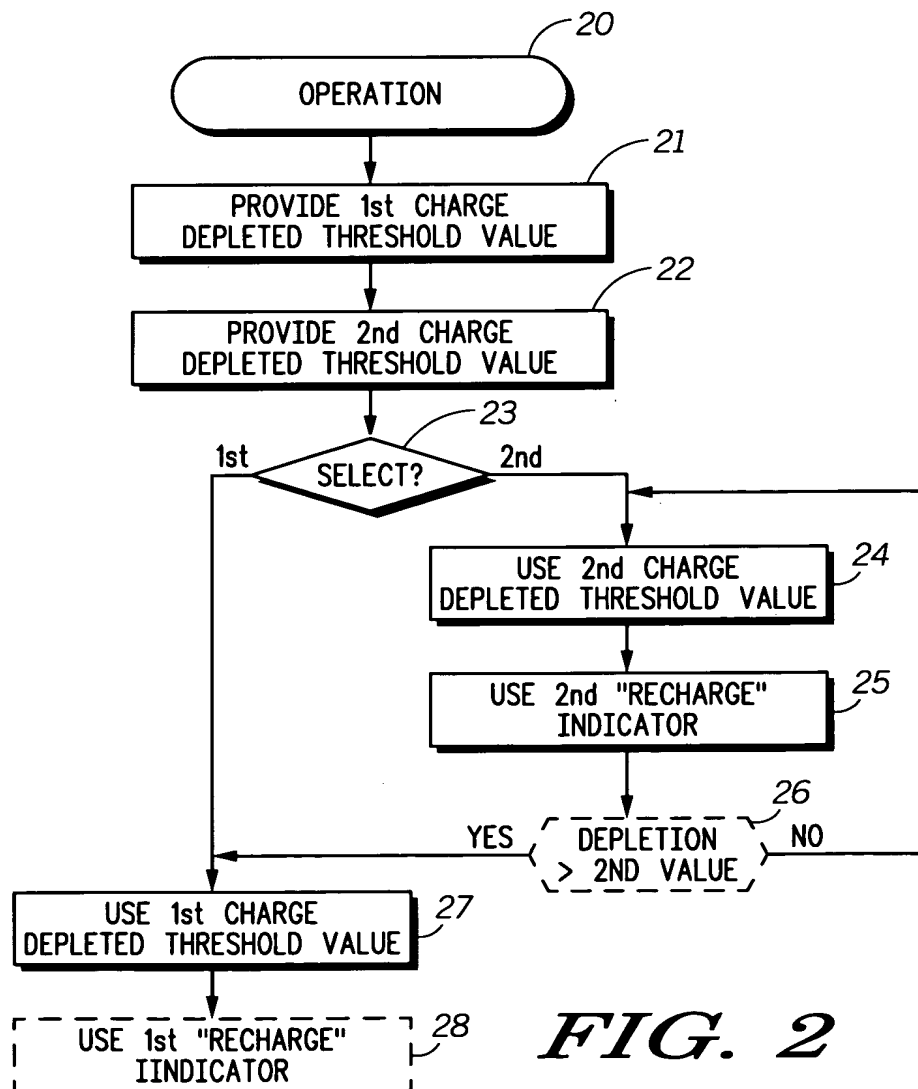 20
OPERATION
21
PROVIDE 1st CHARGE
DEPLETED THRESHOLD VALUE
22
PROVIDE 2nd CHARGE
DEPLETED THRESHOLD VALUE
23
1st
SELECT?
2nd
24
USE 2nd CHARGE
DEPLETED THRESHOLD VALUE
25
USE 2nd "RECHARGE"
INDICATOR
26
YES
DEPLETION
> 2ND VALUE
NO
USE 1st CHARGE
DEPLETED THRESHOLD VALUE
27
USE 1st "RECHARGE"
IINDICATOR
28
FIG. 2